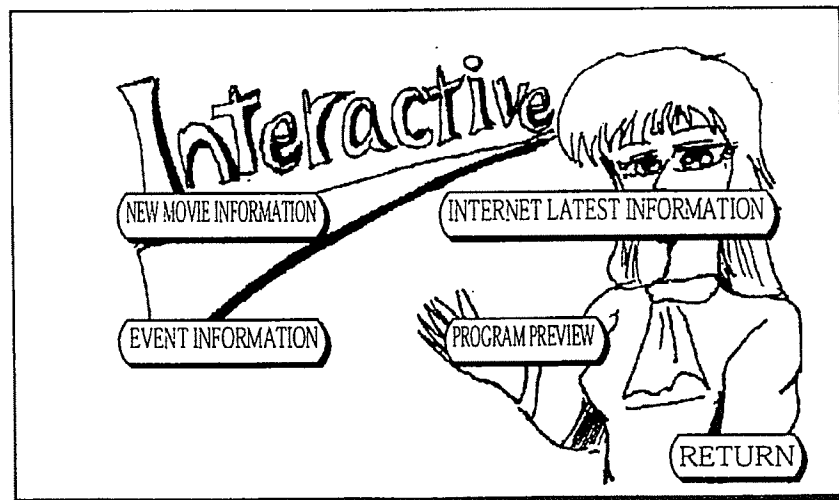 Interactive
NEW MOVIE INFORMATION
INTERNET LATEST INFORMATION
EVENT INFORMATION
PROGRAM PREVIEW
RETURN